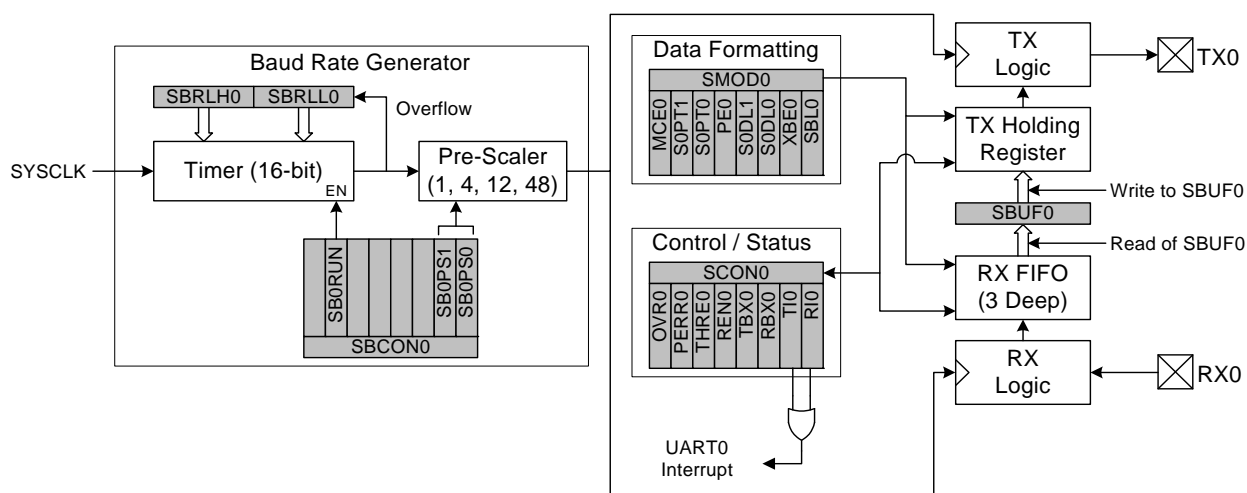 Baud Rate Generator
SBRLH0 SBRLL0
Overflow
SYSCLK
Timer (16-bit)
EN
Pre-Scaler
(1, 4, 12, 48)
SB0RUN
SB0PS1
SB0PS0
SBCON0
Data Formatting
SMOD0
MCE0
S0PT1
S0PT0
PE0
S0DL1
S0DL0
XBE0
SBL0
Control / Status
SCON0
OVR0
PERR0
THRE0
REN0
TBX0
RBX0
TI0
RI0
UART0
Interrupt
TX
Logic
TX0
TX Holding
Register
Write to SBUF0
SBUF0
Read of SBUF0
RX FIFO
(3 Deep)
RX
Logic
RX0